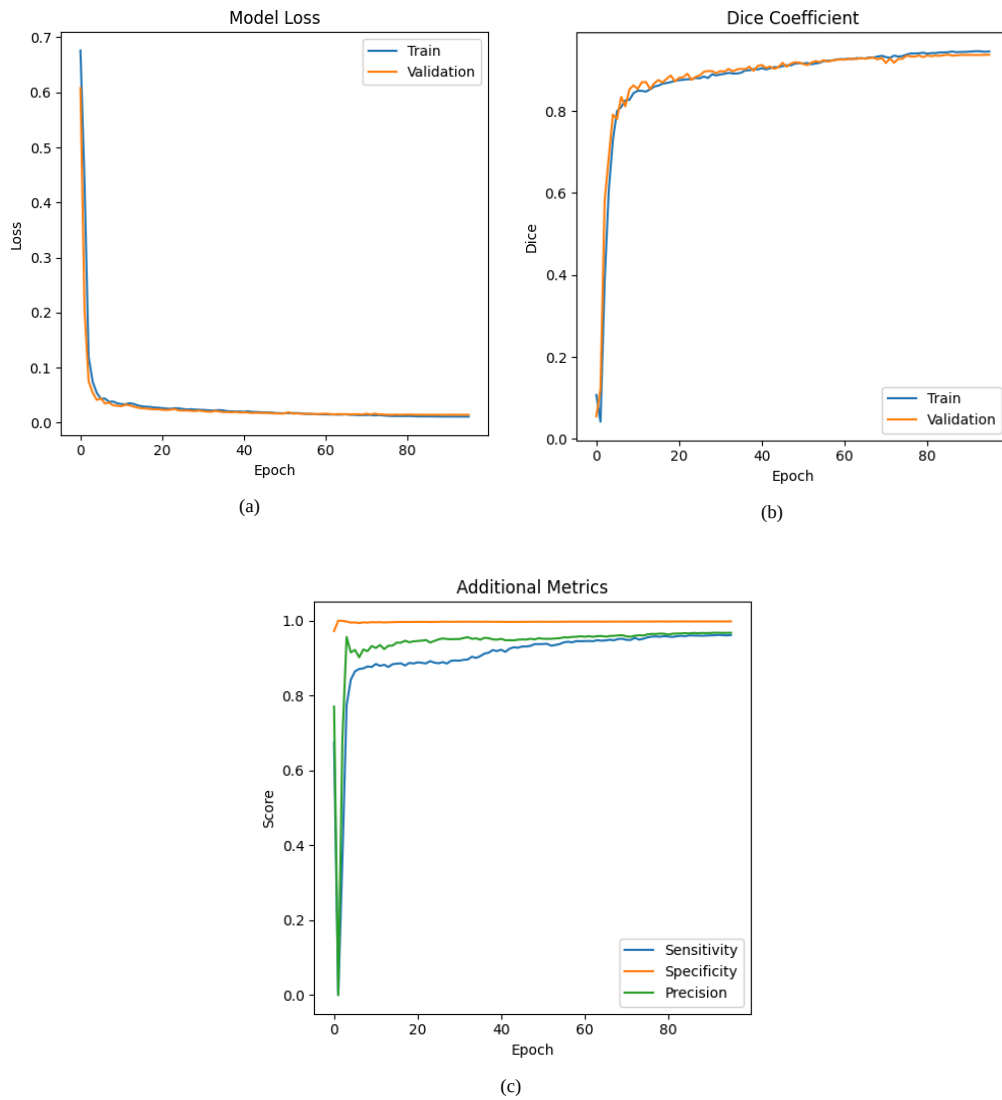 Model Loss
0.7
0.6
0.5
0.4
0.3
0.2
0.1
0.0
Loss
0 20 40 60 80
Epoch
Train
Validation
(a)
Dice Coefficient
0.8
0.6
0.4
0.2
0.0
Dice
0 20 40 60 80
Epoch
Train
Validation
(b)
Additional Metrics
1.0
0.8
0.6
0.4
0.2
0.0
Score
0 20 40 60 80
Epoch
Sensitivity
Specificity
Precision
(c)